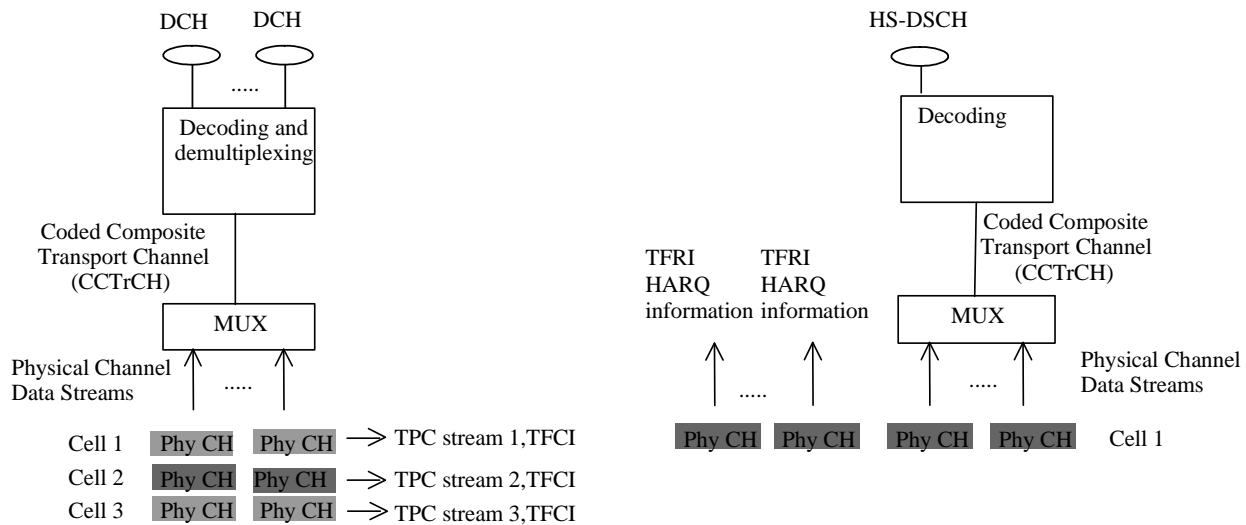 DCH DCH
.....
Decoding and
demultiplexing
Coded Composite
Transport Channel
(CCTrCH)
MUX
Physical Channel
Data Streams
.....
Cell 1 Phy CH Phy CH TPC stream 1,TFCI
Cell 2 Phy CH Phy CH TPC stream 2,TFCI
Cell 3 Phy CH Phy CH TPC stream 3,TFCI
HS-DSCH
Decoding
Coded Composite
Transport Channel
(CCTrCH)
TFRI TFRI
HARQ HARQ
information information
MUX
Physical Channel
Data Streams
..... .....
Phy CH Phy CH Phy CH Phy CH Cell 1